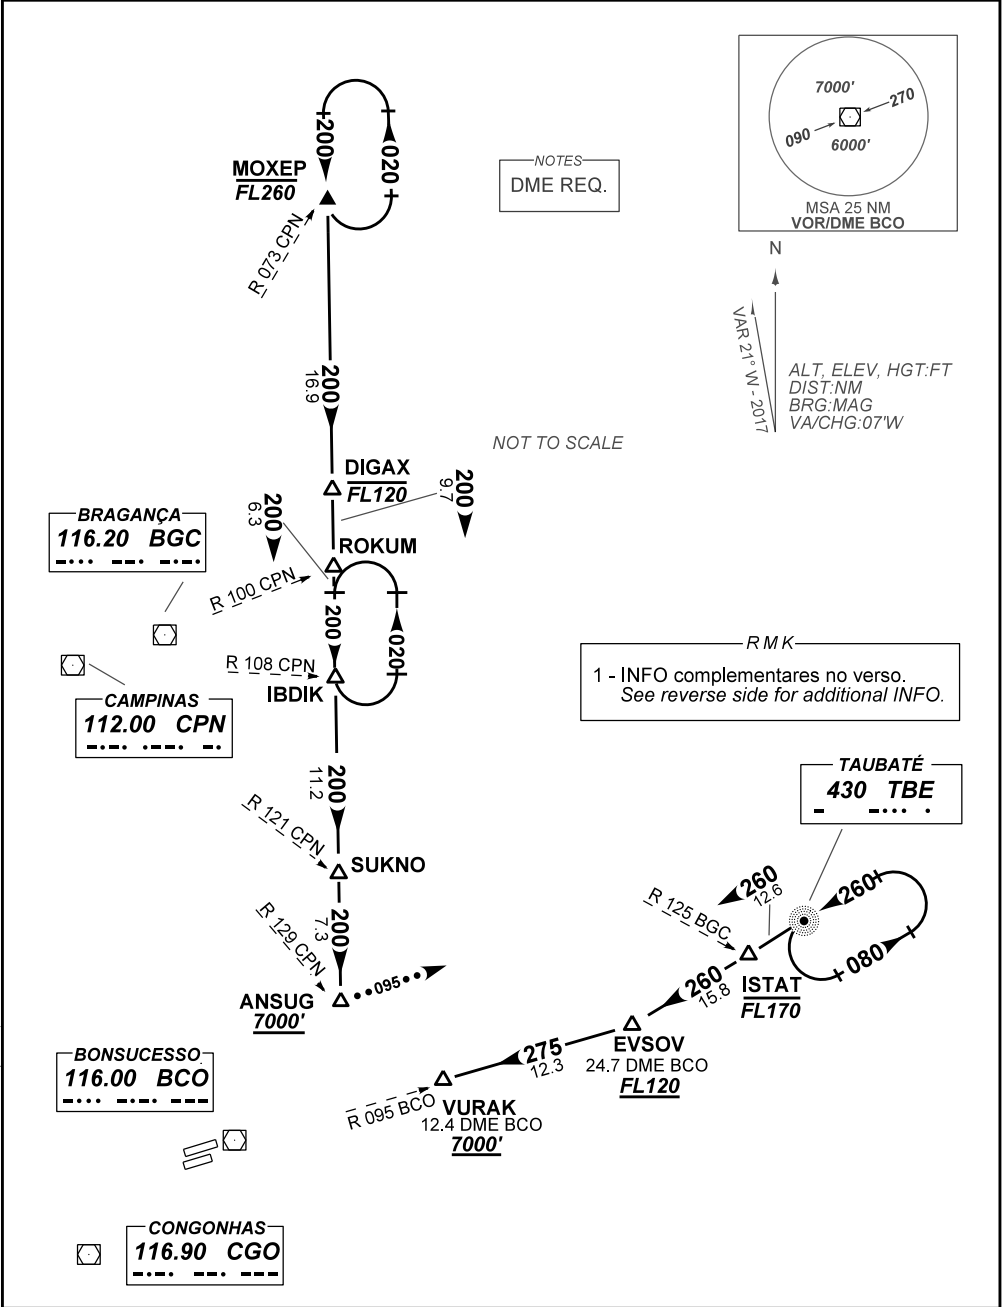 7000'
270
090
6000'
MSA 25 NM
VOR/DME BCO
NOTES
DME REQ.
200
020
MOXEP
FL260
R 073 CPN
N
VAR 21° W - 2017
ALT, ELEV, HGT:FT
DIST:NM
BRG:MAG
VA/CHG:07'W
200
16.9
NOT TO SCALE
DIGAX
FL120
200
9.7
200
6.3
BRAGANÇA
116.20 BGC
ROKUM
R 100 CPN
200
020
R 108 CPN
IBDIK
CAMPINAS
112.00 CPN
RMK
1 - INFO complementares no verso.
See reverse side for additional INFO.
200
11.2
TAUBATÉ
430 TBE
R 121 CPN
SUKNO
260
12.6
260
080
R 125 BGC
R 129 CPN
200
7.3
ISTAT
FL170
ANSUG
7000'
095
260
15.8
EVSOV
24.7 DME BCO
FL120
275
12.3
BONSUCESSO
116.00 BCO
R 095 BCO
VURAK
12.4 DME BCO
7000'
CONGONHAS
116.90 CGO